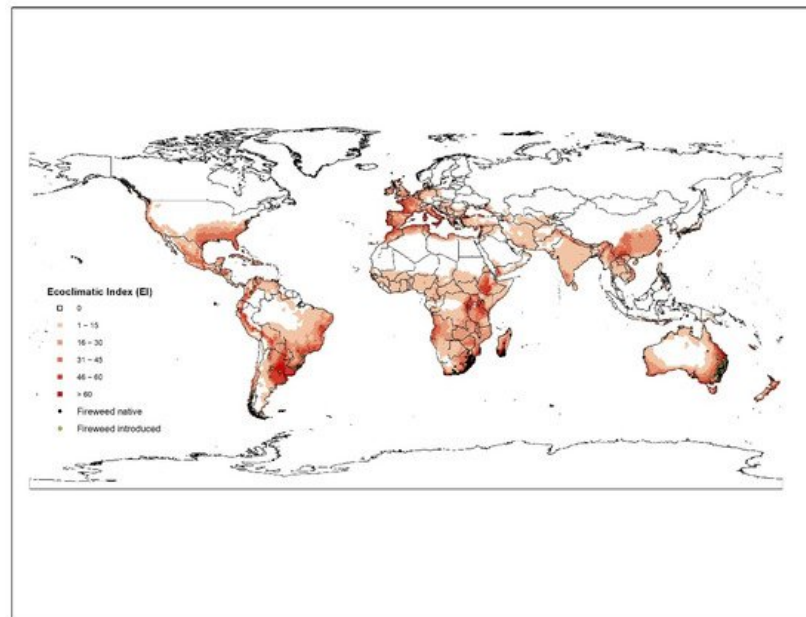 Ecoclimatic Index (EI)
0
1 – 15
16 – 30
31 – 45
46 – 60
> 60
Fireweed native
Fireweed introduced